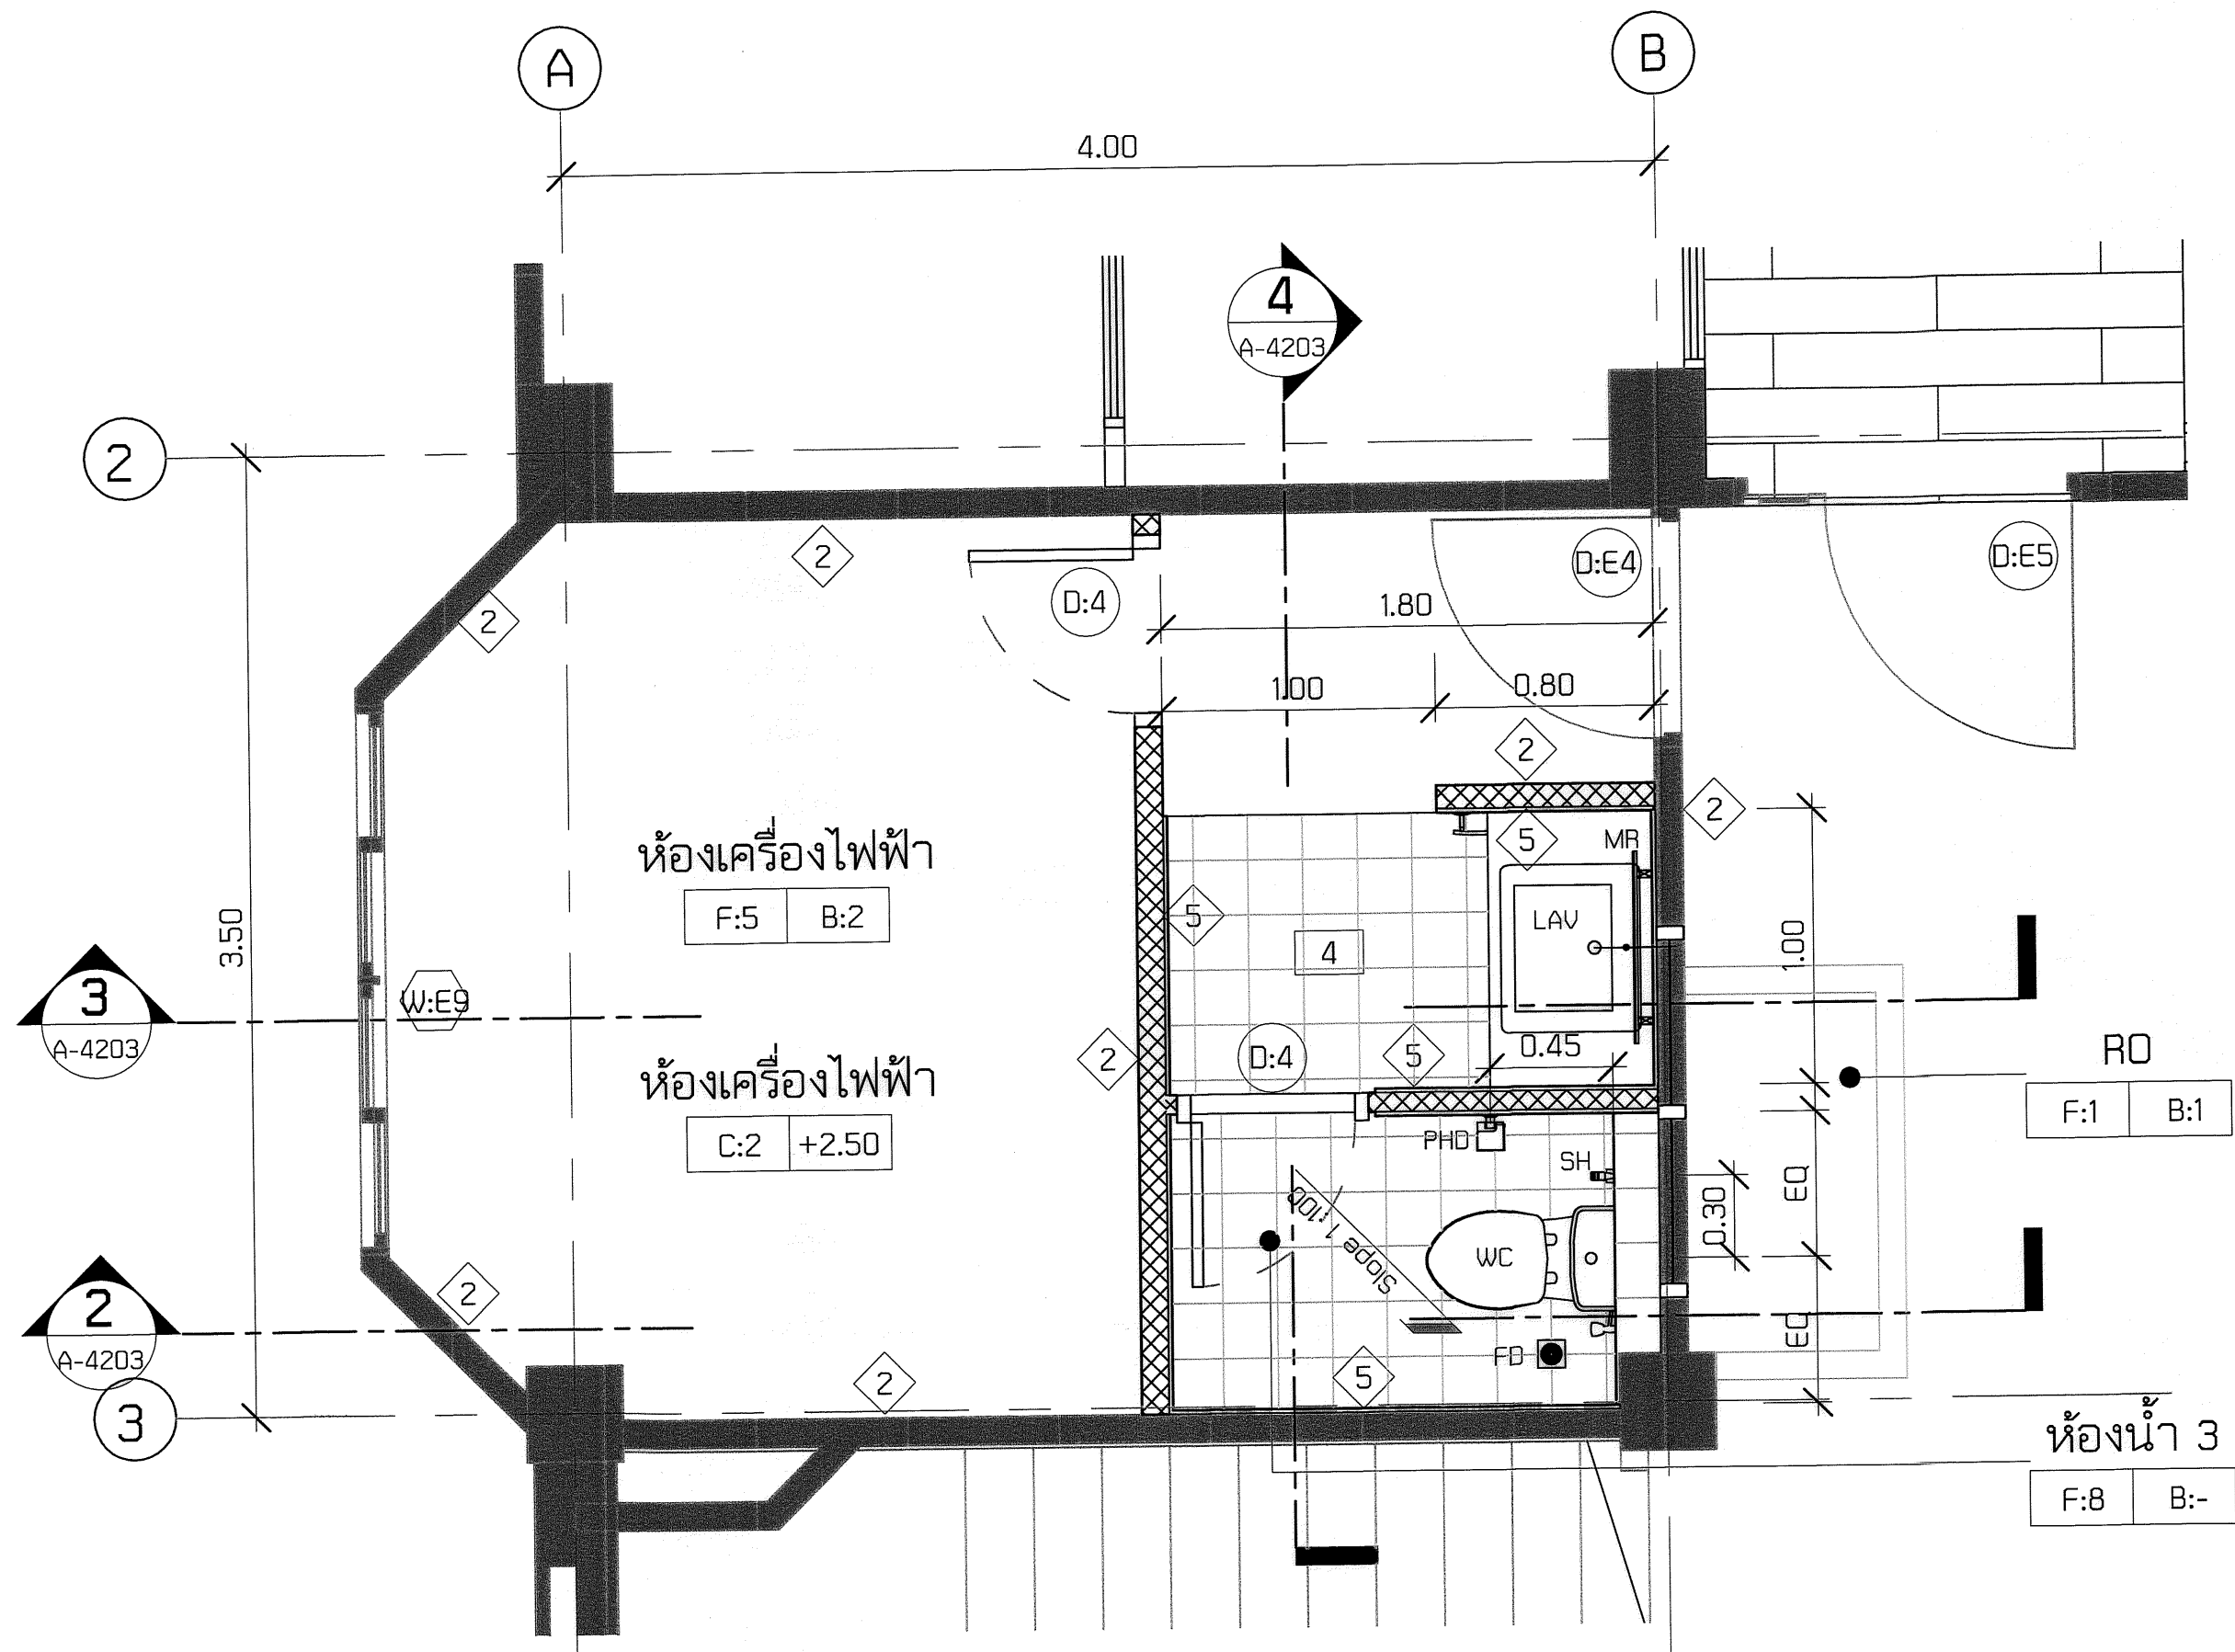 A
B
4.00
4
A-4203
2
2
D:4
D:E4
D:E5
2
1.80
1.00
0.80
2
2
ห้องเครื่องไฟฟ้า
F:5
B:2
5
MR
5
LAV
4
3.50
1.00
3
A-4203
W:E9
ห้องเครื่องไฟฟ้า
C:2
+2.50
2
D:4
5
0.45
RO
F:1
B:1
PHD
SH
EQ
0.30
Slope 1:100
WC
2
A-4203
2
EQ
FD
2
5
3
ห้องน้ำ 3
F:8
B:-